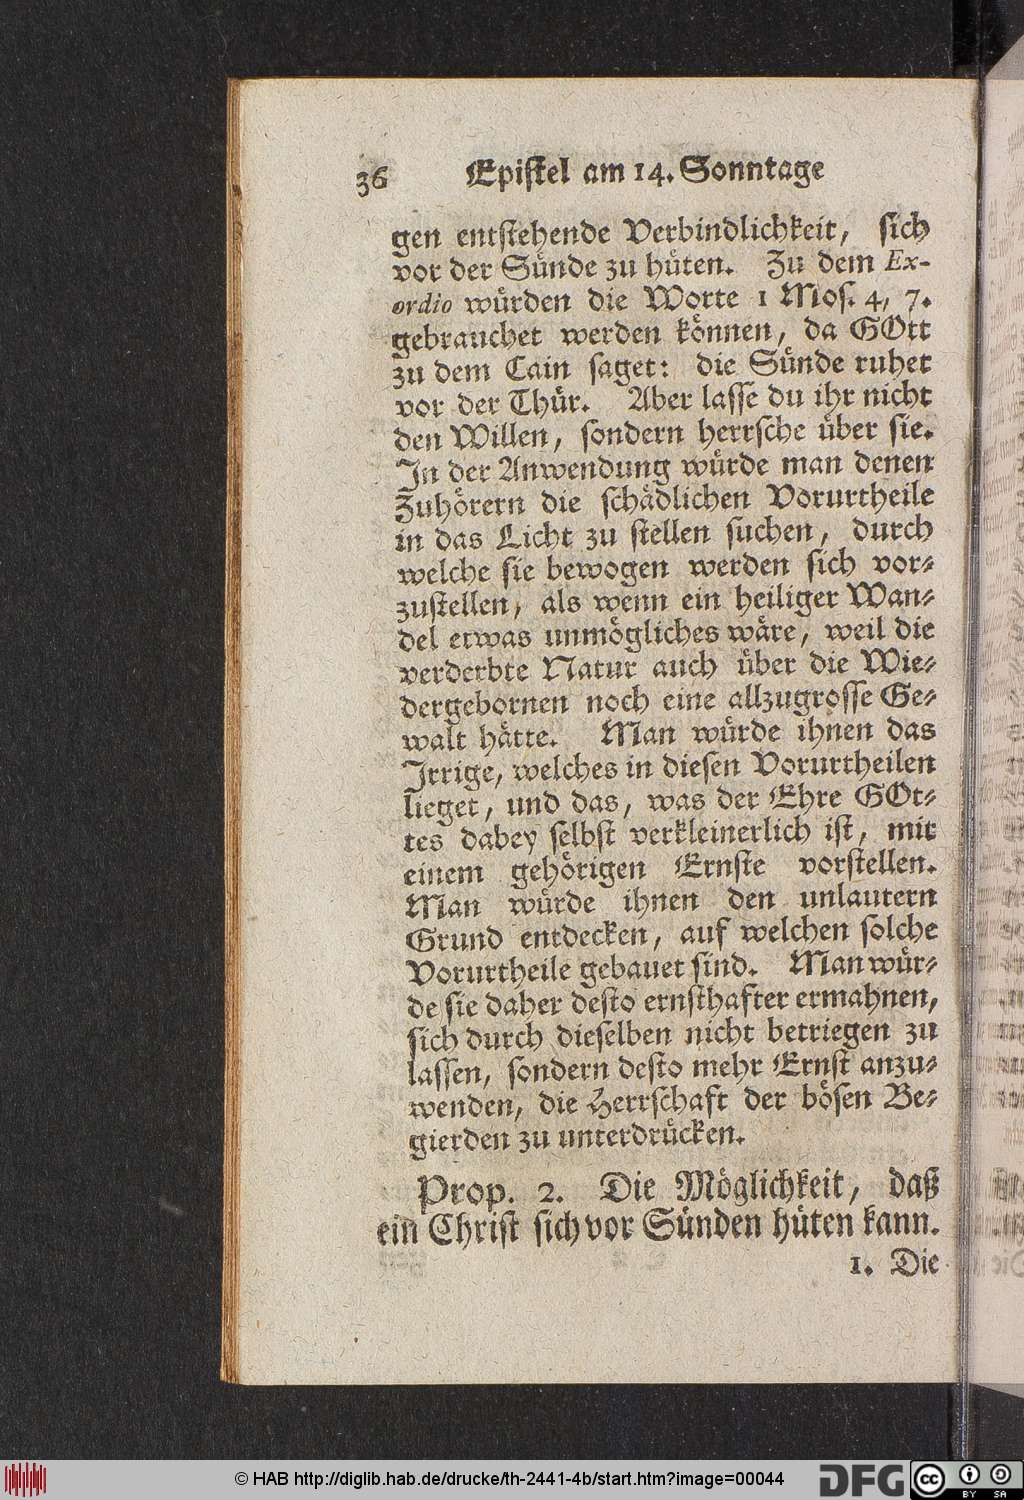 36 Epistel am 14. Sonntage
gen entstehende Verbindlichkeit, sich
vor der Sünde zu hüten. Zu dem Ex-
ordio würden die Worte 1 Mos. 4, 7.
gebrauchet werden können, da GOtt
zu dem Cain saget: die Sünde ruhet
vor der Thür. Aber lasse du ihr nicht
den Willen, sondern herrsche über sie.
In der Anwendung würde man denen
Zuhörern die schädlichen Vorurtheile
in das Licht zu stellen suchen, durch
welche sie bewogen werden sich vor-
zustellen, als wenn ein heiliger Wan-
del etwas unmögliches wäre, weil die
verderbte Natur auch über die Wie-
dergebornen noch eine allzugrosse Ge-
walt hätte. Man würde ihnen das
Irrige, welches in diesen Vorurtheilen
lieget, und das, was der Ehre GOt-
tes dabey selbst verkleinerlich ist, mit
einem gehörigen Ernste vorstellen.
Man würde ihnen den unlautern
Grund entdecken, auf welchen solche
Vorurtheile gebauet sind. Man wür-
de sie daher desto ernsthafter ermahnen,
sich durch dieselben nicht betriegen zu
lassen, sondern desto mehr Ernst anzu-
wenden, die Herrschaft der bösen Be-
gierden zu unterdrücken.
Prop. 2. Die Möglichkeit, daß
ein Christ sich vor Sünden hüten kann.
1. Die
© HAB http://diglib.hab.de/drucke/th-2441-4b/start.htm?image=00044
DFG cc BY SA